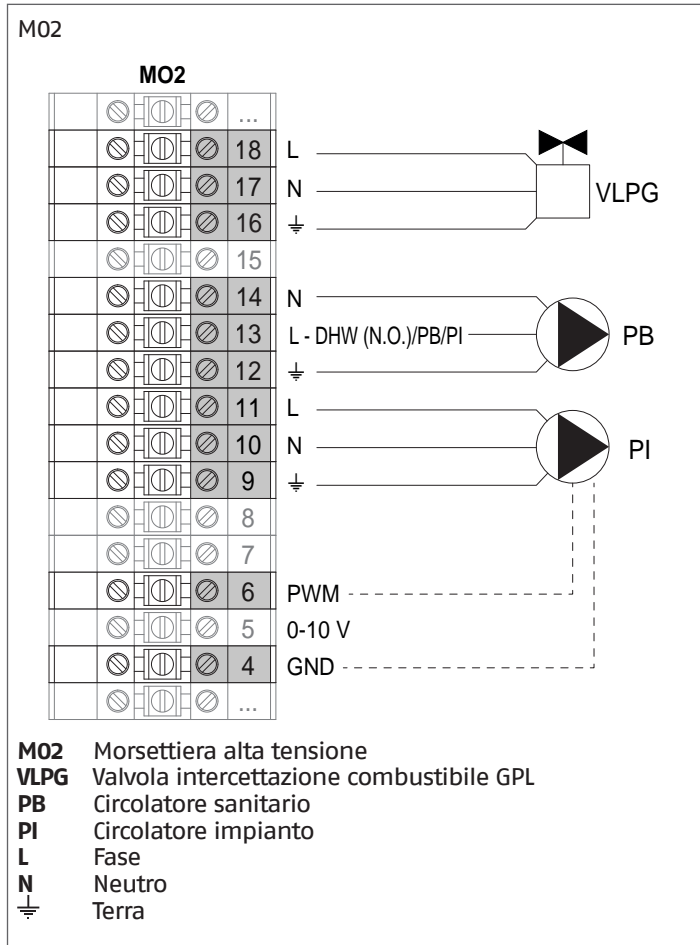 M02
MO2
...
18 L
17 N VLPG
16 ⏚
15
14 N
13 L - DHW (N.O.)/PB/PI PB
12 ⏚
11 L
10 N PI
9 ⏚
8
7
6 PWM
5 0-10 V
4 GND
...
M02 Morsettiera alta tensione
VLPG Valvola intercettazione combustibile GPL
PB Circolatore sanitario
PI Circolatore impianto
L Fase
N Neutro
⏚ Terra